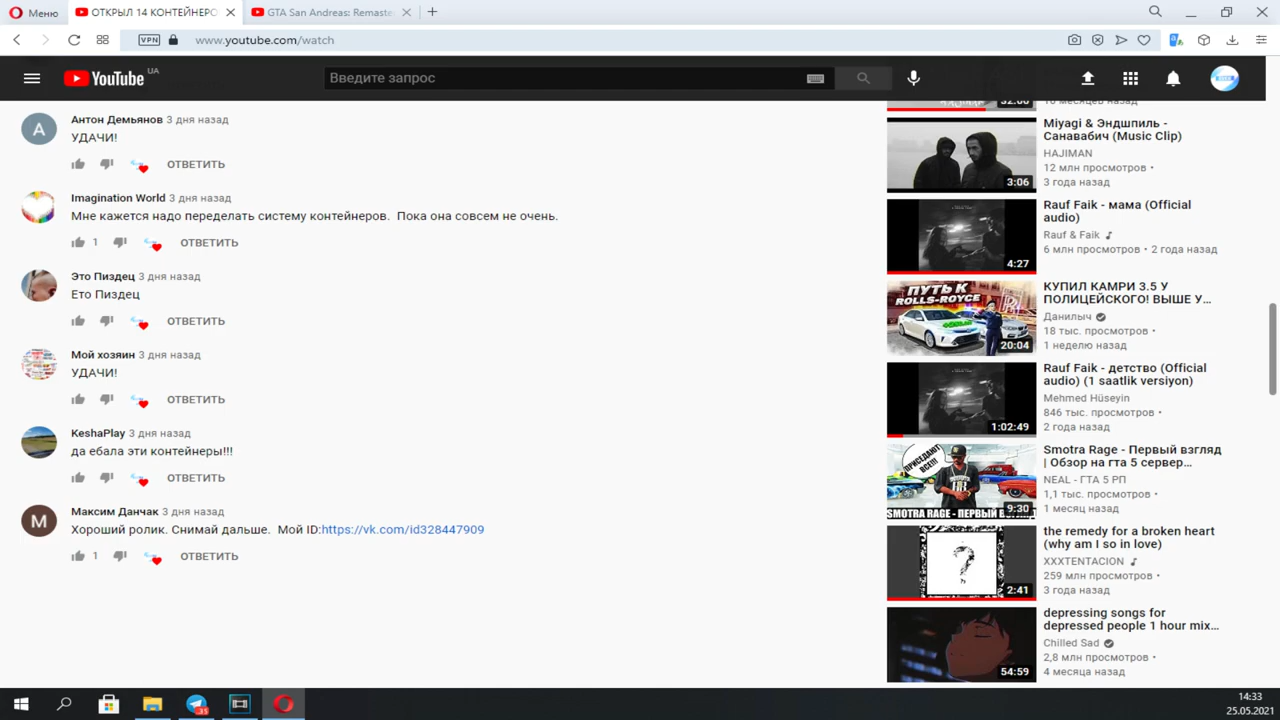 Меню
ОТКРЫЛ 14 КОНТЕЙНЕРО
GTA San Andreas: Remaste
VPN
www.youtube.com/watch
YouTube UA
Введите запрос
Антон Демьянов 3 дня назад
УДАЧИ!
ОТВЕТИТЬ
Imagination World 3 дня назад
Мне кажется надо переделать систему контейнеров. Пока она совсем не очень.
1 ОТВЕТИТЬ
Это Пиздец 3 дня назад
Ето Пиздец
ОТВЕТИТЬ
Мой хозяин 3 дня назад
УДАЧИ!
ОТВЕТИТЬ
KeshaPlay 3 дня назад
да ебала эти контейнеры!!!
ОТВЕТИТЬ
М
Максим Данчак 3 дня назад
Хороший ролик. Снимай дальше. Мой ID:https://vk.com/id328447909
1 ОТВЕТИТЬ
32:06
10 месяцев назад
Miyagi & Эндшпиль -
Санавабич (Music Clip)
HAJIMAN
12 млн просмотров •
3 года назад
3:06
Rauf Faik - мама (Official
audio)
Rauf & Faik
6 млн просмотров • 2 года назад
4:27
ПУТЬ К
ROLLS-ROYCE
КУПИЛ КАМРИ 3.5 У
ПОЛИЦЕЙСКОГО! ВЫШЕ У...
Данилыч
18 тыс. просмотров •
1 неделю назад
20:04
Rauf Faik - детство (Official
audio) (1 saatlik versiyon)
Mehmed Hüseyin
846 тыс. просмотров •
2 года назад
1:02:49
ПРИСЕДАЮТ
ВСЕ!!!
SMOTRA RAGE - ПЕРВЫЙ
Smotra Rage - Первый взгляд
| Обзор на гта 5 сервер...
NEAL - ГТА 5 РП
1,1 тыс. просмотров •
1 месяц назад
9:30
the remedy for a broken heart
(why am I so in love)
XXXTENTACION
259 млн просмотров •
3 года назад
?
2:41
depressing songs for
depressed people 1 hour mix...
Chilled Sad
2,8 млн просмотров •
4 месяца назад
54:59
35
14:33
25.05.2021